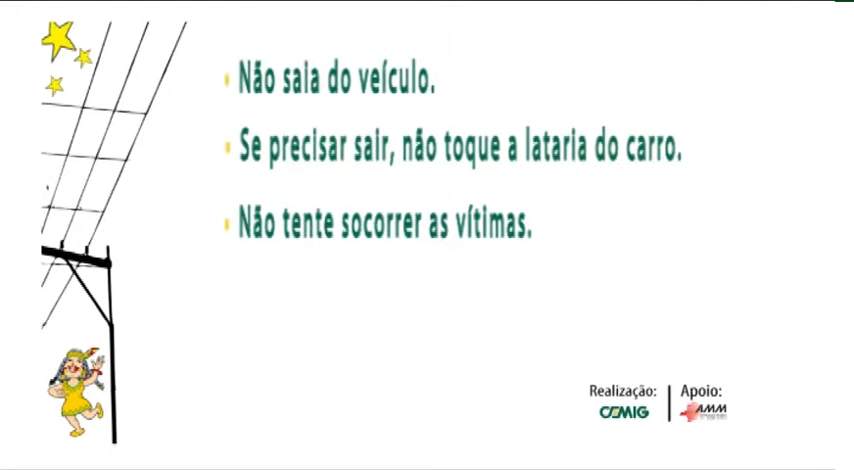 Não saia do veículo.
Se precisar sair, não toque a lataria do carro.
Não tente socorrer as vítimas.
Realização: Apoio:
CEMIG AMM